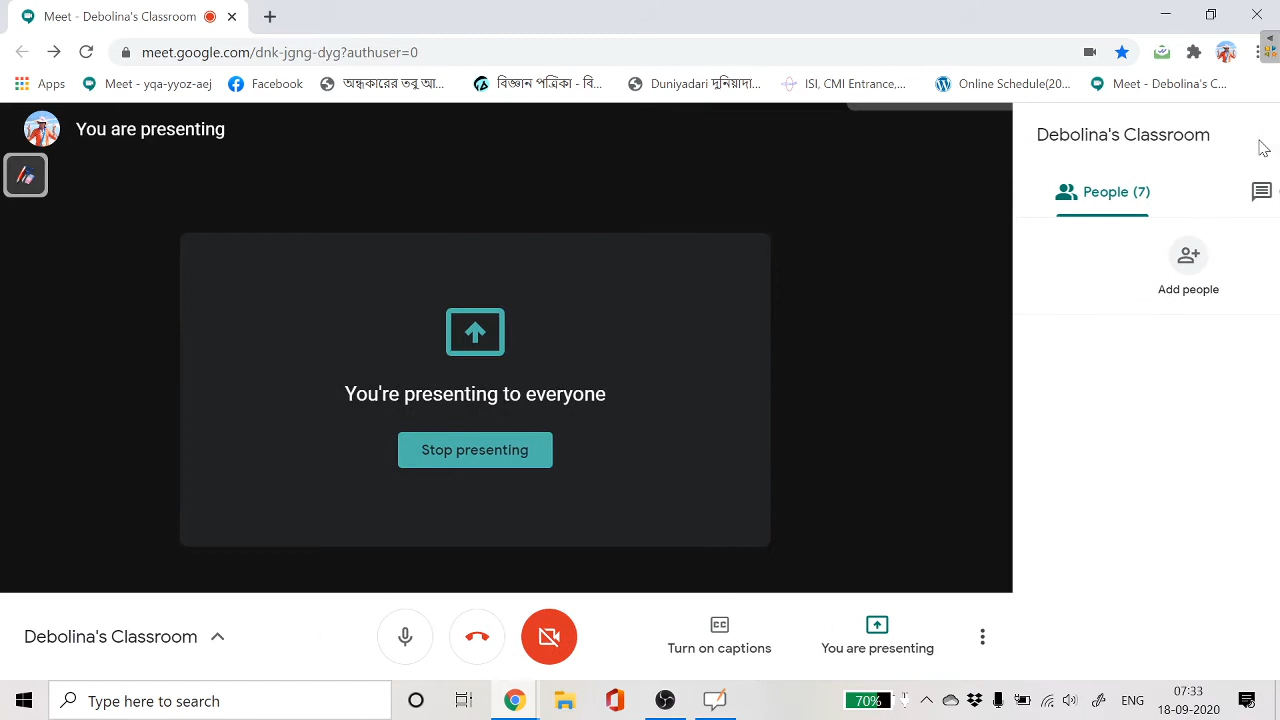 Meet - Debolina's Classroom
meet.google.com/dnk-jgng-dyg?authuser=0
Apps
Meet - yqa-yyoz-aej
Facebook
অন্ধকারের তবু আ...
বিজ্ঞান পত্রিকা - বি...
Duniyadari দুনিয়াদা...
ISI, CMI Entrance,...
Online Schedule(20...
Meet - Debolina's C...
You are presenting
Debolina's Classroom
People (7)
Add people
You're presenting to everyone
Stop presenting
Debolina's Classroom
Turn on captions
You are presenting
Type here to search
70%
ENG
07:33
18-09-2020